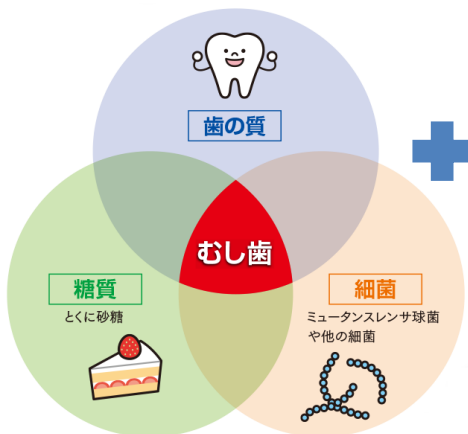 歯の質
むし歯
糖質
とくに砂糖
細菌
ミュータンスレンサ球菌
や他の細菌